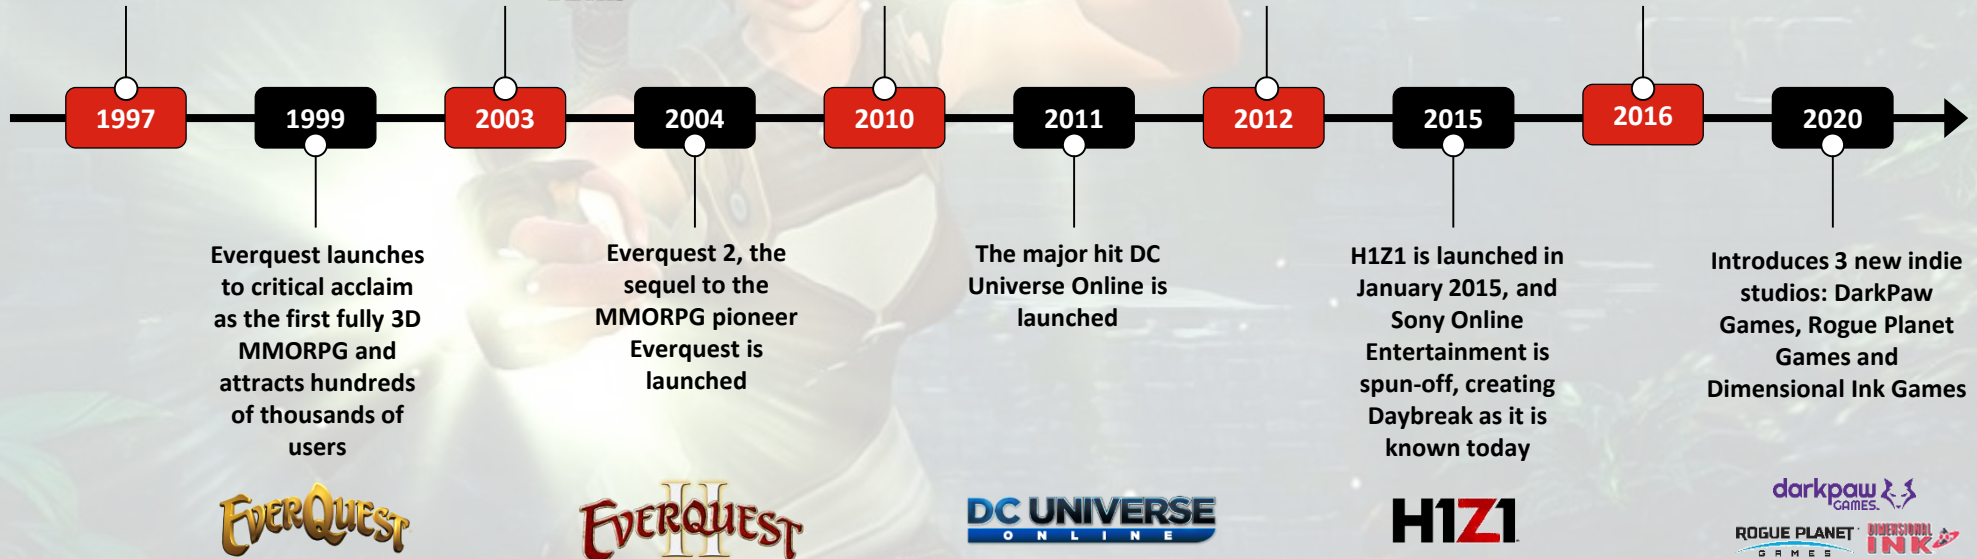 1997
1999
2003
2004
2010
2011
2012
2015
2016
2020
Everquest launches
to critical acclaim
as the first fully 3D
MMORPG and
attracts hundreds
of thousands of
users
Everquest 2, the
sequel to the
MMORPG pioneer
Everquest is
launched
The major hit DC
Universe Online is
launched
H1Z1 is launched in
January 2015, and
Sony Online
Entertainment is
spun-off, creating
Daybreak as it is
known today
Introduces 3 new indie
studios: DarkPaw
Games, Rogue Planet
Games and
Dimensional Ink Games
EVERQUEST
EVERQUEST II
DC UNIVERSE
ONLINE
H1Z1
darkpaw
GAMES
ROGUE PLANET
GAMES
DIMENSIONAL
INK